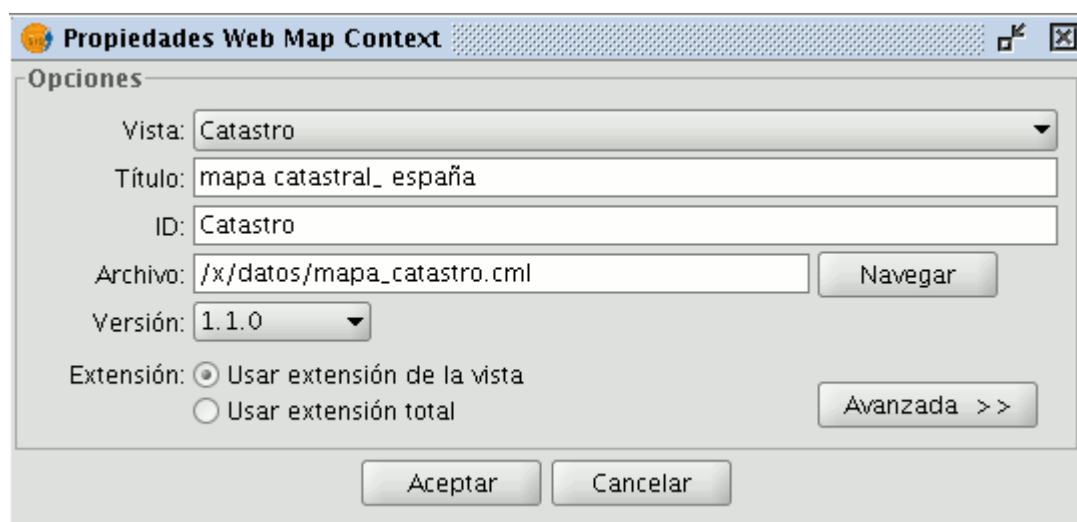 Propiedades Web Map Context
Opciones
Vista: Catastro
Título: mapa catastral_ españa
ID: Catastro
Archivo: /x/datos/mapa_catastro.cml Navegar
Versión: 1.1.0
Extensión: Usar extensión de la vista
Usar extensión total Avanzada >>
Aceptar Cancelar